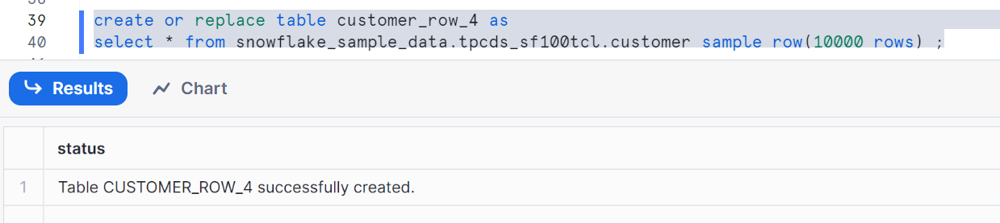 39 create or replace table customer_row_4 as
40 select * from snowflake_sample_data.tpcds_sf100tcl.customer sample row(10000 rows) ;
Results Chart
status
1 Table CUSTOMER_ROW_4 successfully created.